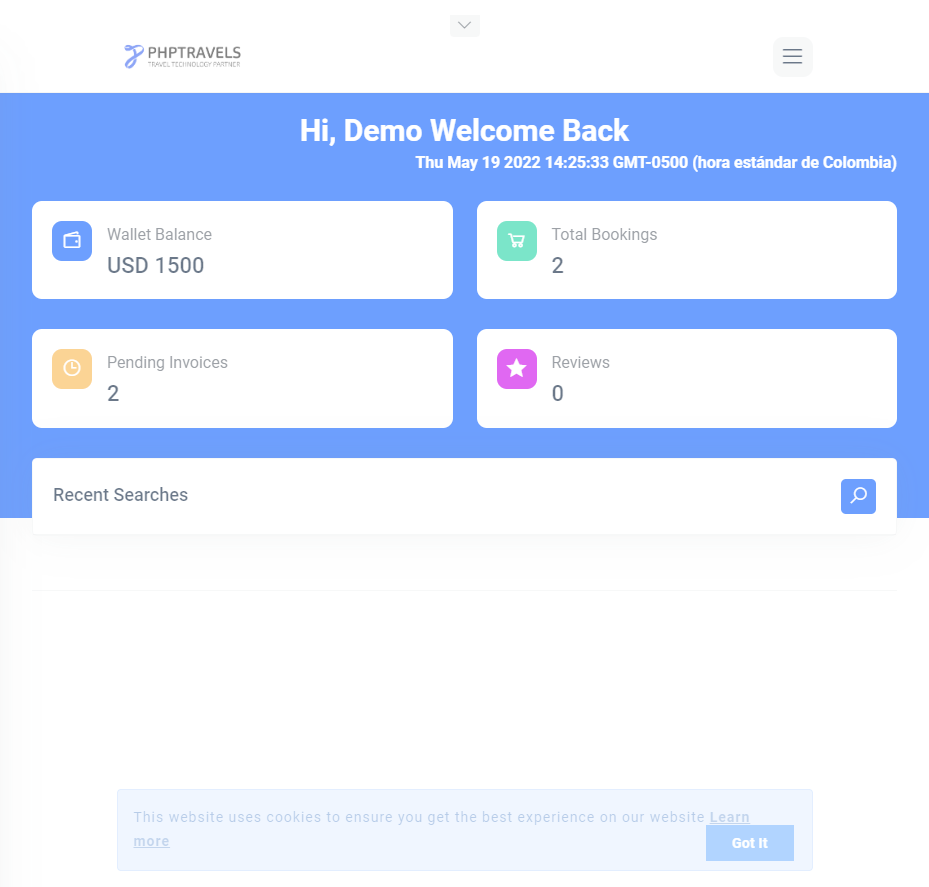 PHPTRAVELS
TRAVEL TECHNOLOGY PARTNER
Hi, Demo Welcome Back
Thu May 19 2022 14:25:33 GMT-0500 (hora estándar de Colombia)
Wallet Balance
USD 1500
Total Bookings
2
Pending Invoices
2
Reviews
0
Recent Searches
This website uses cookies to ensure you get the best experience on our website Learn
more
Got It